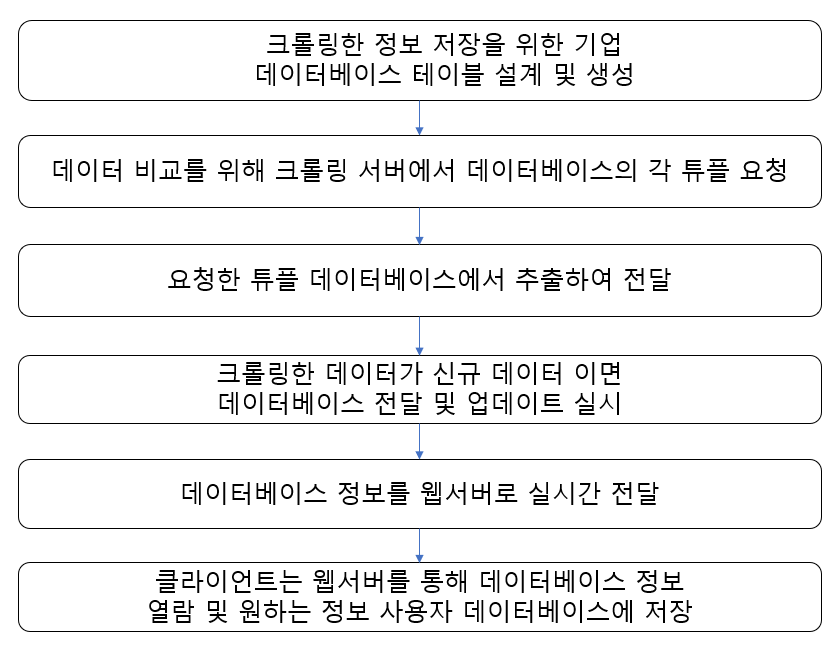 크롤링한 정보 저장을 위한 기업
데이터베이스 테이블 설계 및 생성
데이터 비교를 위해 크롤링 서버에서 데이터베이스의 각 튜플 요청
요청한 튜플 데이터베이스에서 추출하여 전달
크롤링한 데이터가 신규 데이터 이면
데이터베이스 전달 및 업데이트 실시
데이터베이스 정보를 웹서버로 실시간 전달
클라이언트는 웹서버를 통해 데이터베이스 정보
열람 및 원하는 정보 사용자 데이터베이스에 저장